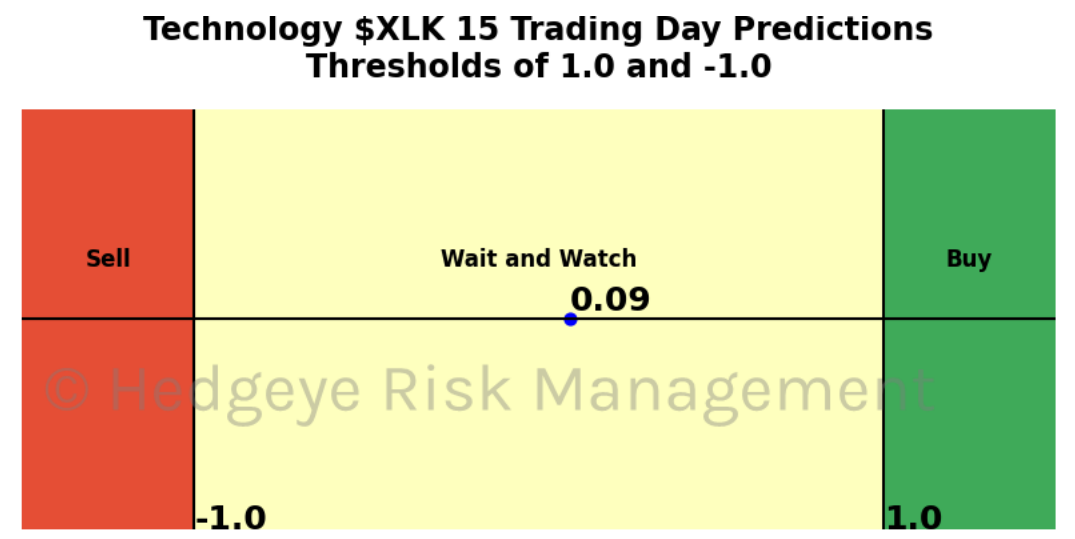 Technology $XLK 15 Trading Day Predictions
Thresholds of 1.0 and -1.0
Sell
Wait and Watch
Buy
0.09
© Hedgeye Risk Management
-1.0
1.0